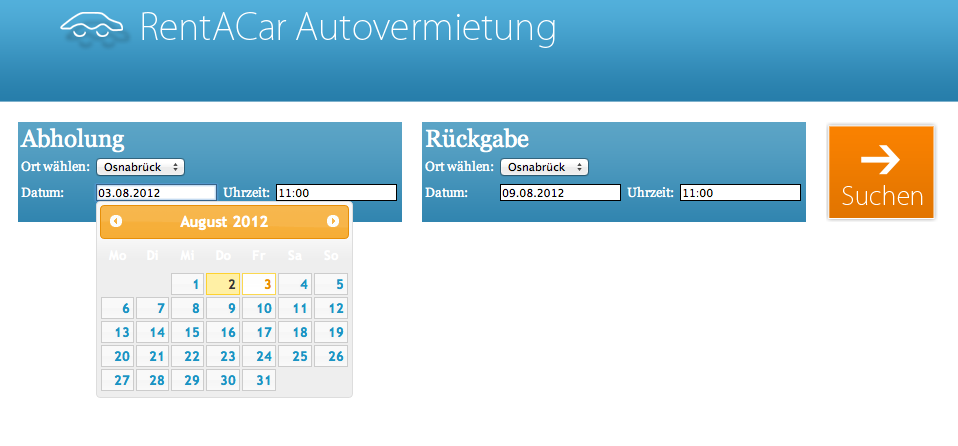 RentACar Autovermietung
Abholung
Ort wählen: Osnabrück
Datum: 03.08.2012 Uhrzeit: 11:00
August 2012
Mo Di Mi Do Fr Sa So
1 2 3 4 5
6 7 8 9 10 11 12
13 14 15 16 17 18 19
20 21 22 23 24 25 26
27 28 29 30 31
Rückgabe
Ort wählen: Osnabrück
Datum: 09.08.2012 Uhrzeit: 11:00
Suchen